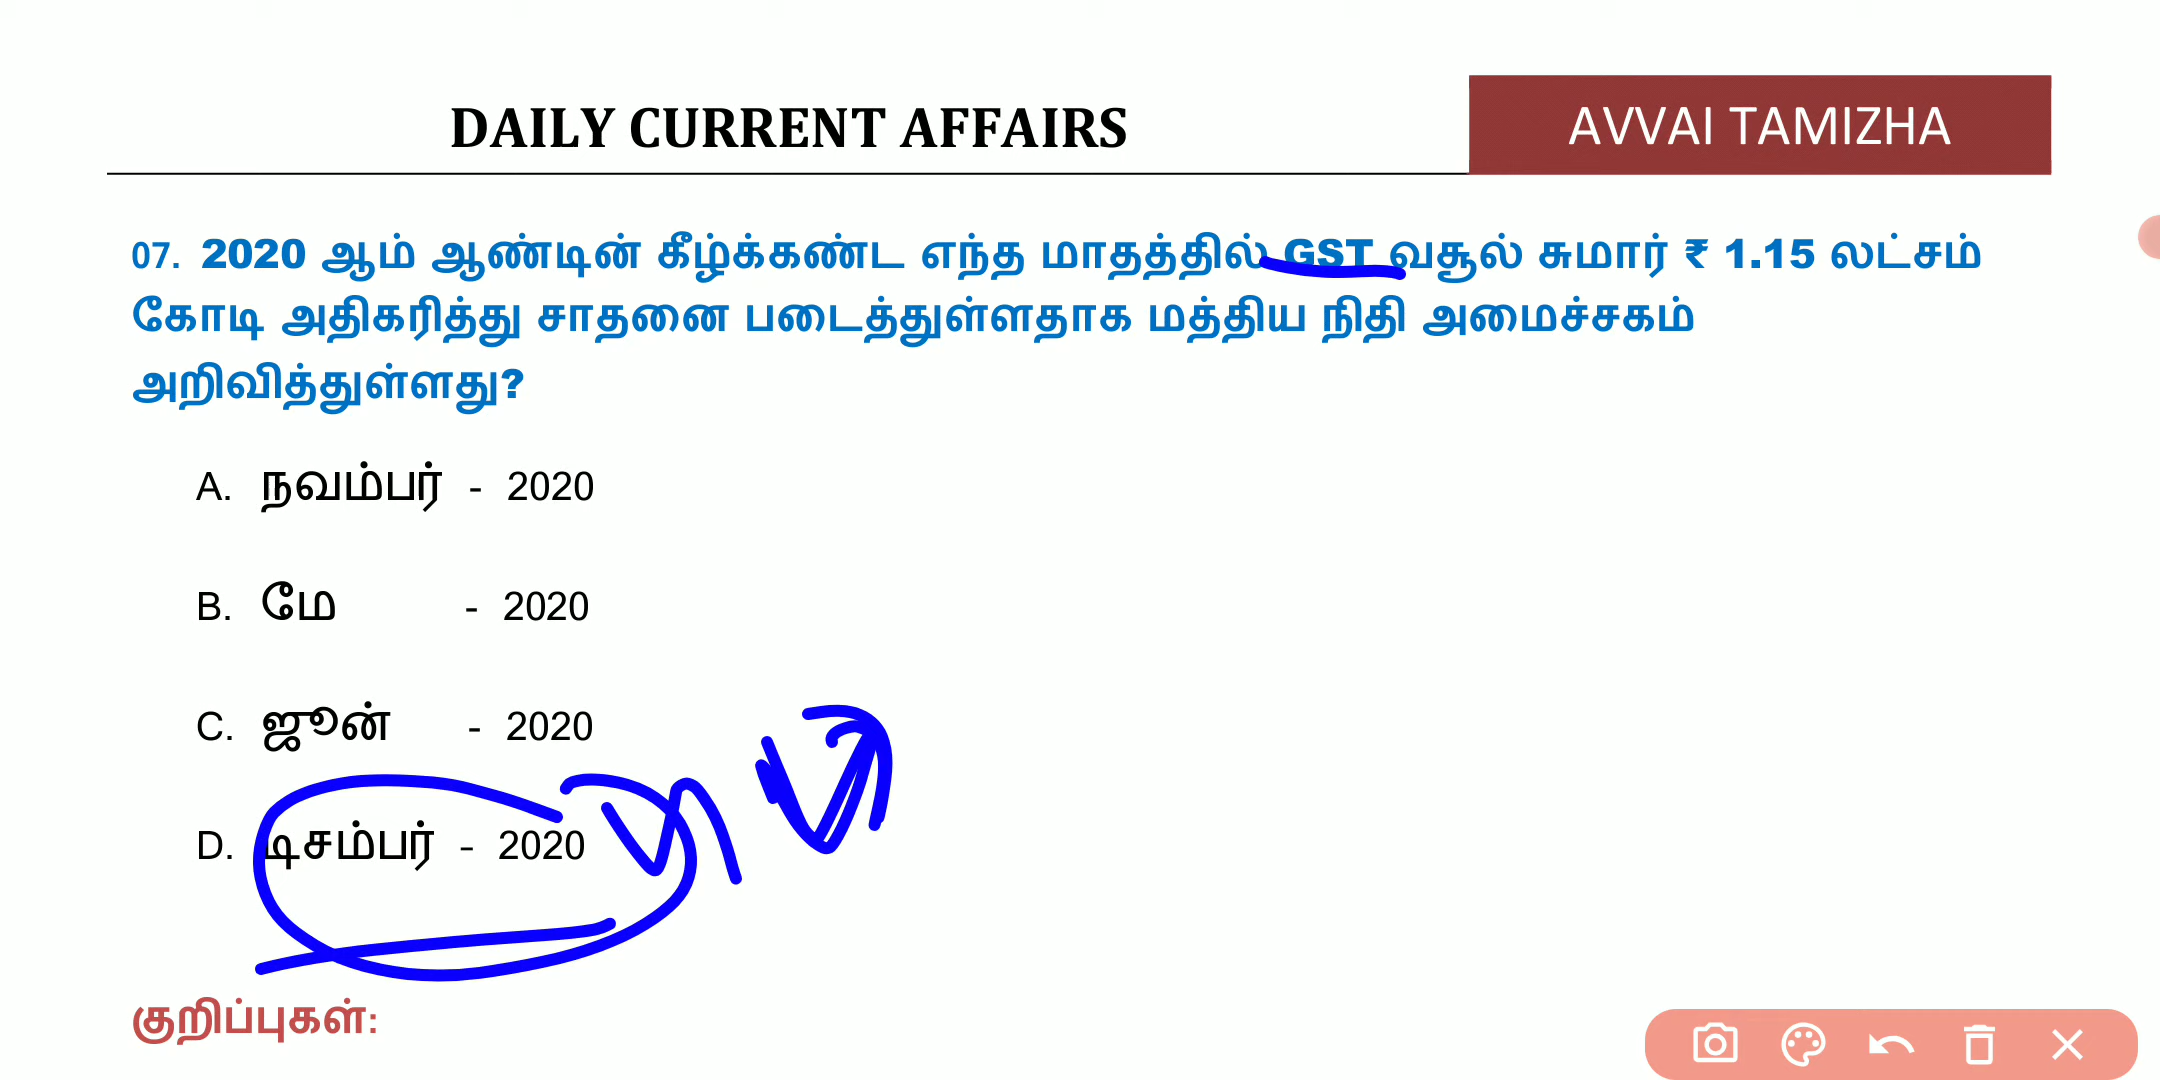 DAILY CURRENT AFFAIRS
AVVAI TAMIZHA
07. 2020 ஆம் ஆண்டின் கீழ்க்கண்ட எந்த மாதத்தில் GST வசூல் சுமார் ₹ 1.15 லட்சம்
கோடி அதிகரித்து சாதனை படைத்துள்ளதாக மத்திய நிதி அமைச்சகம்
அறிவித்துள்ளது?
A. நவம்பர் - 2020
B. மே - 2020
C. ஜூன் - 2020
D. டிசம்பர் - 2020
குறிப்புகள்: